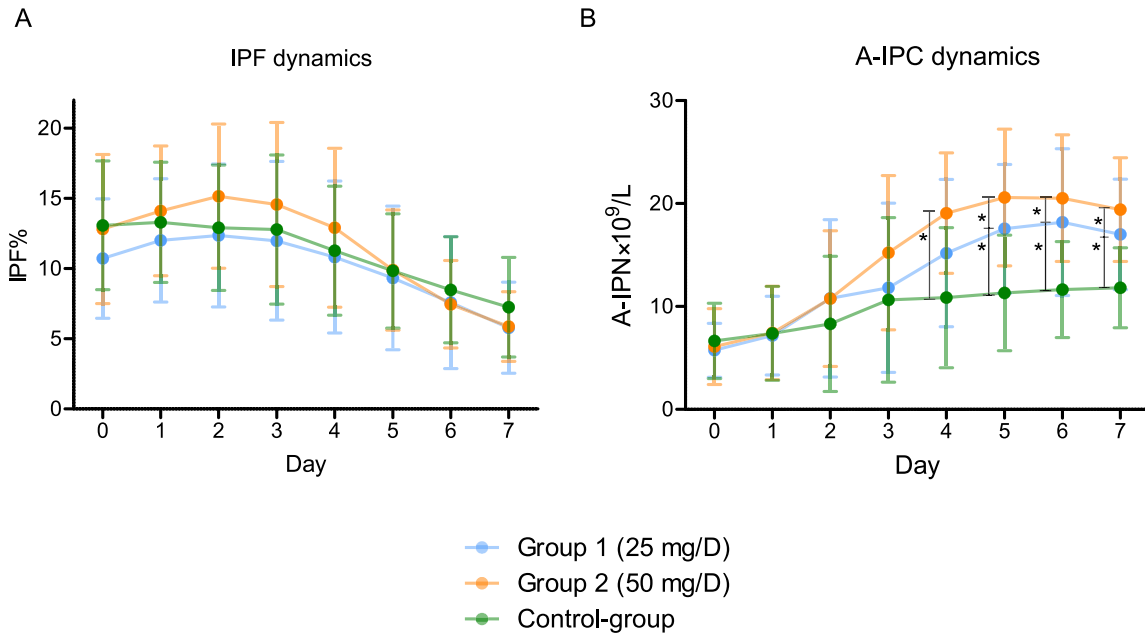 A
B
IPF dynamics
A-IPC dynamics
IPF%
20
15
10
5
0
0 1 2 3 4 5 6 7
Day
A-IPN×10⁹/L
30
20
10
0
* * * * * * *
0 1 2 3 4 5 6 7
Day
Group 1 (25 mg/D)
Group 2 (50 mg/D)
Control-group